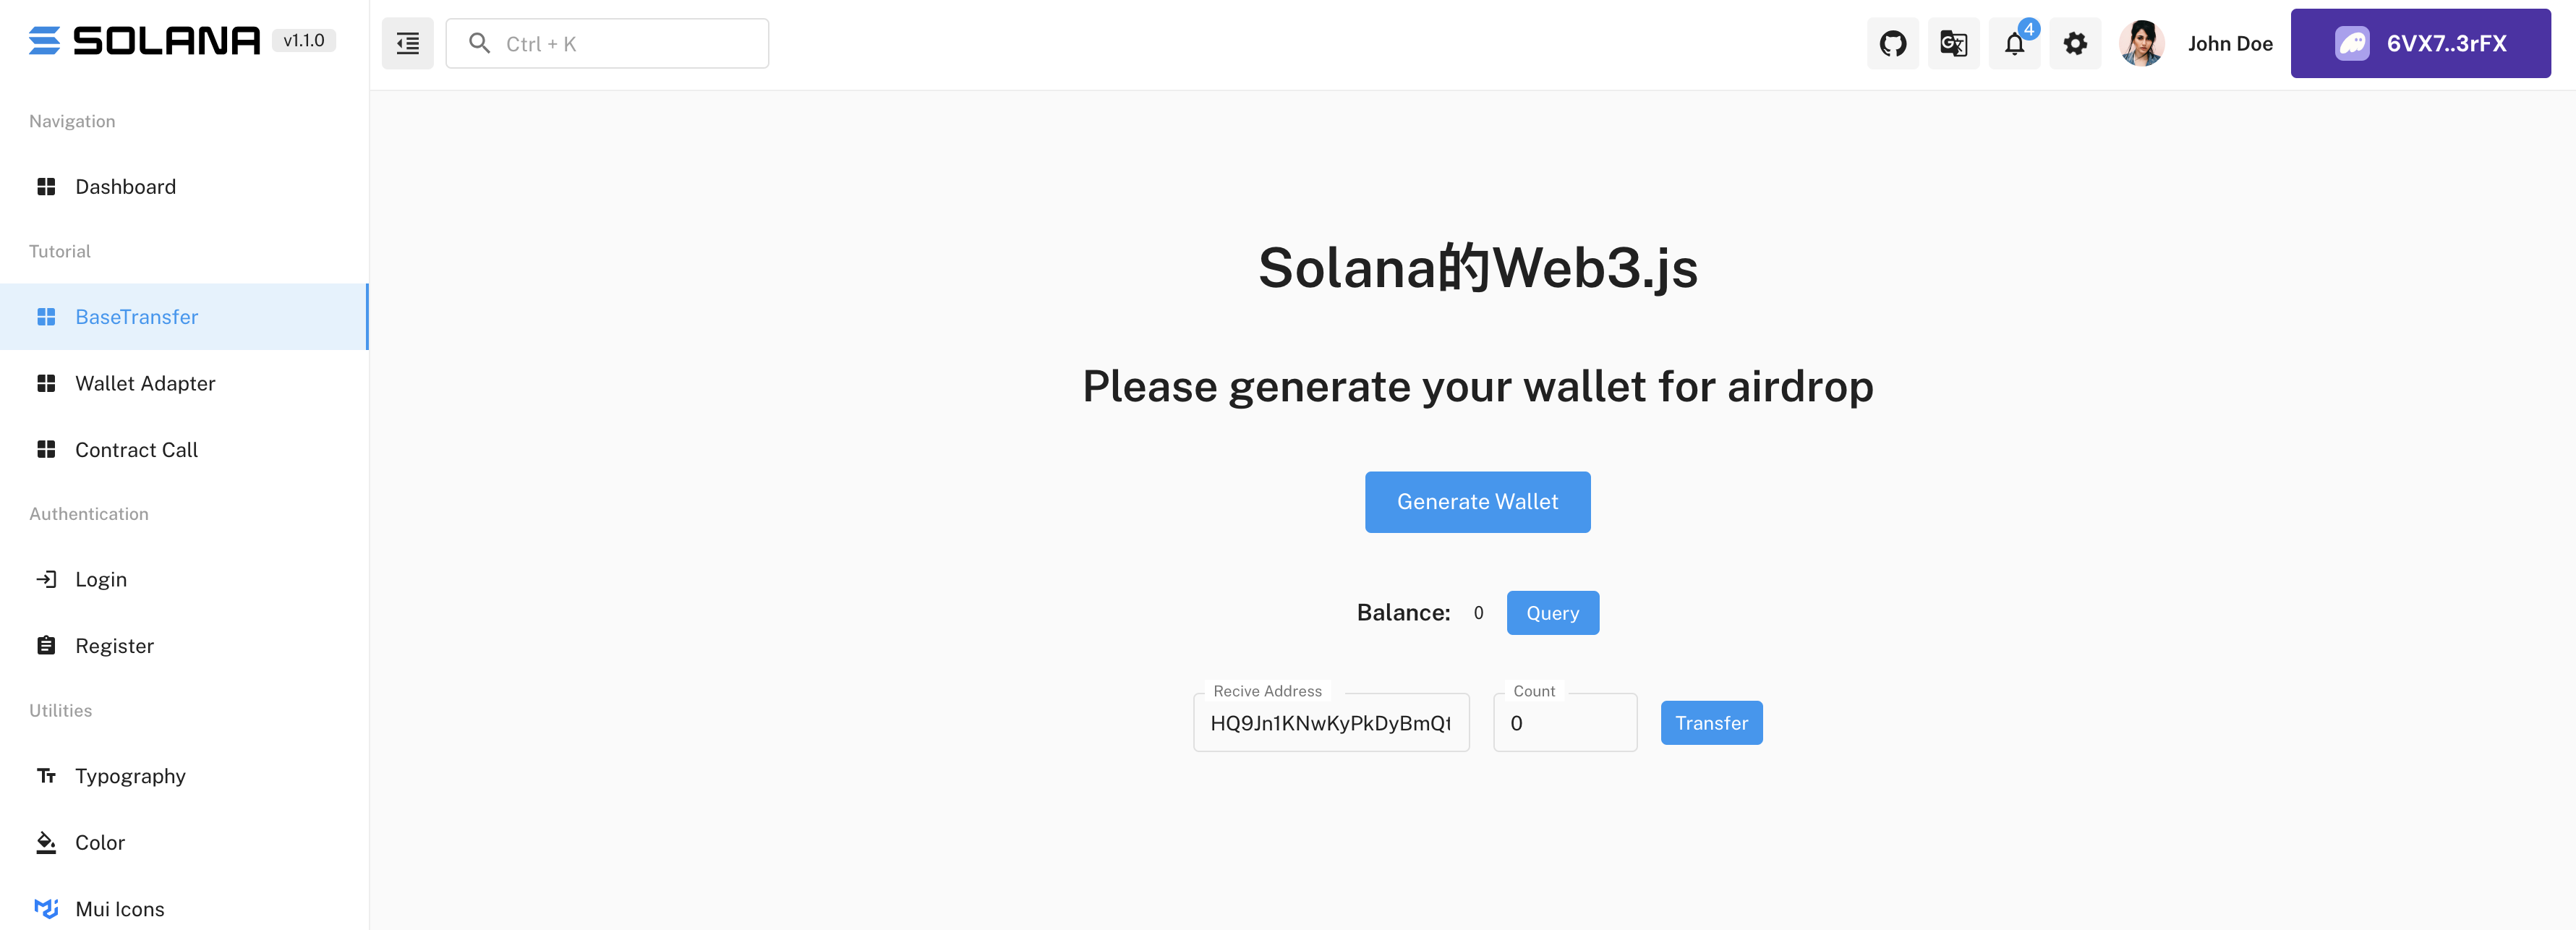 SOLANA v1.1.0
Ctrl + K
4
John Doe
6VX7..3rFX
Navigation
Dashboard
Tutorial
BaseTransfer
Wallet Adapter
Contract Call
Authentication
Login
Register
Utilities
Typography
Color
Mui Icons
Solana的Web3.js
Please generate your wallet for airdrop
Generate Wallet
Balance: 0 Query
Recive Address
HQ9Jn1KNwKyPkDyBmQt
Count
0
Transfer